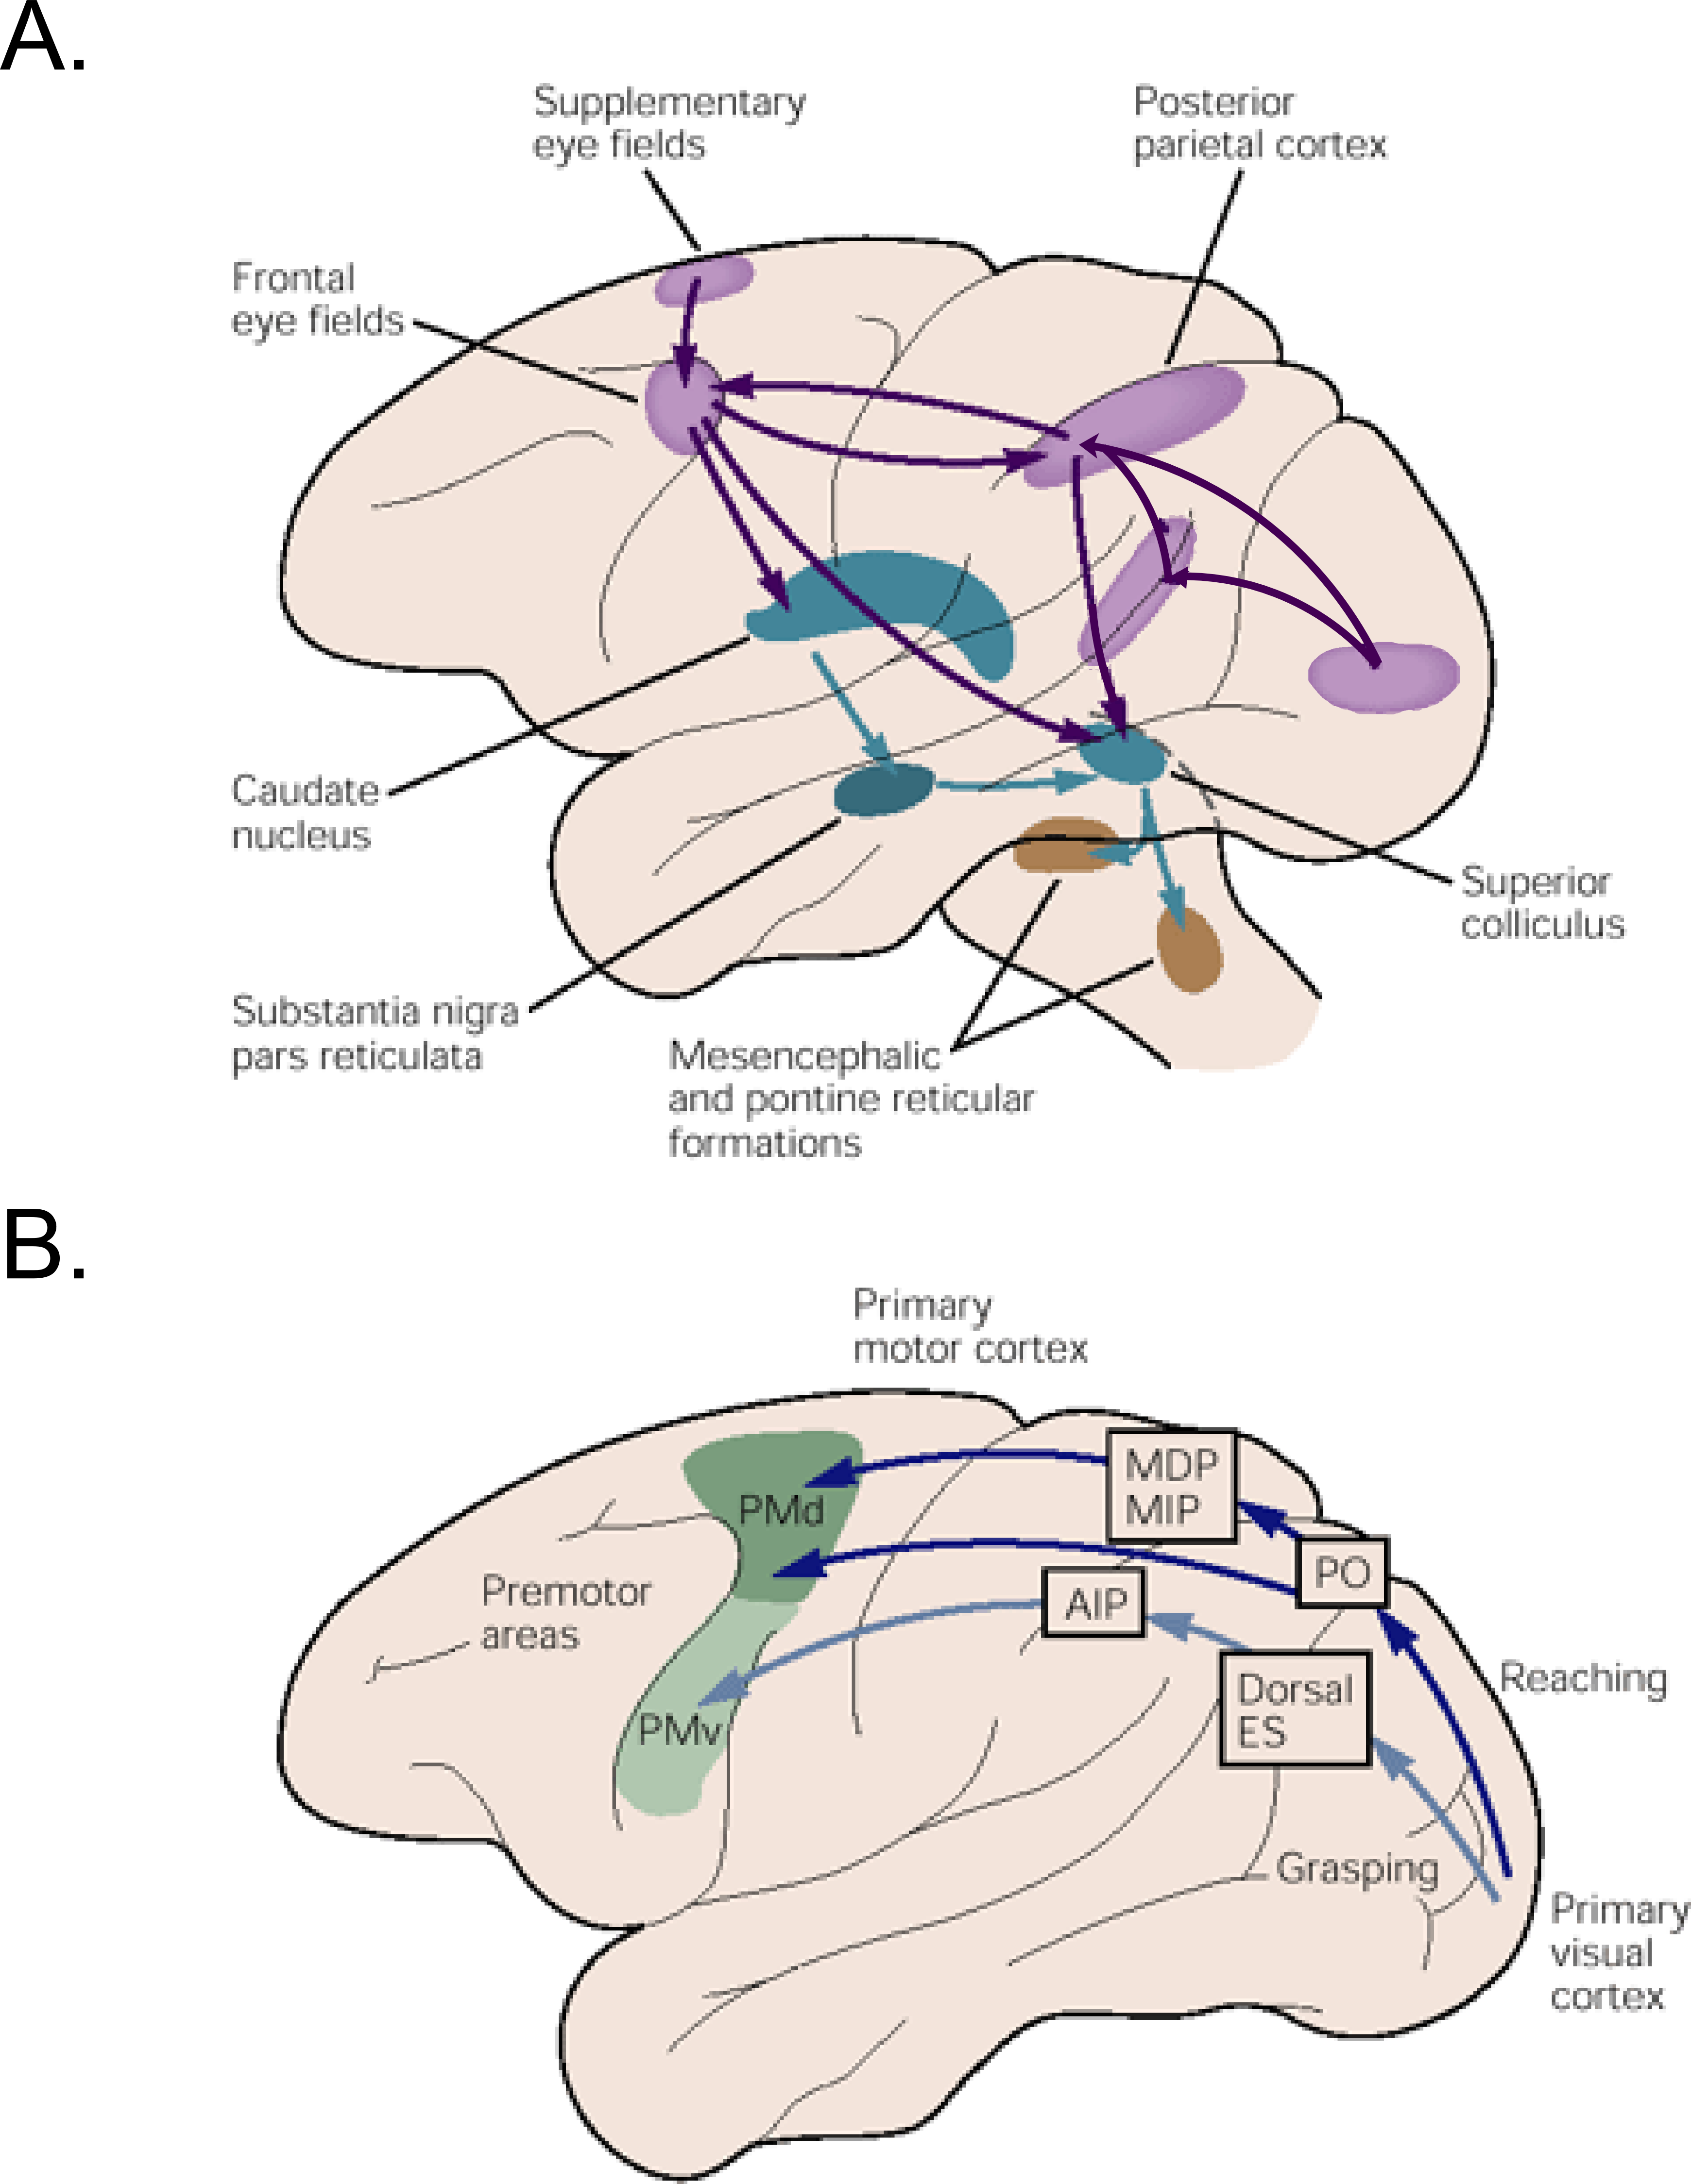 A.
Supplementary
eye fields
Posterior
parietal cortex
Frontal
eye fields
Caudate
nucleus
Superior
colliculus
Substantia nigra
pars reticulata
Mesencephalic
and pontine reticular
formations
B.
Primary
motor cortex
MDP
MIP
PMd
PO
Premotor
areas
AIP
Reaching
Dorsal
ES
PMv
Grasping
Primary
visual
cortex